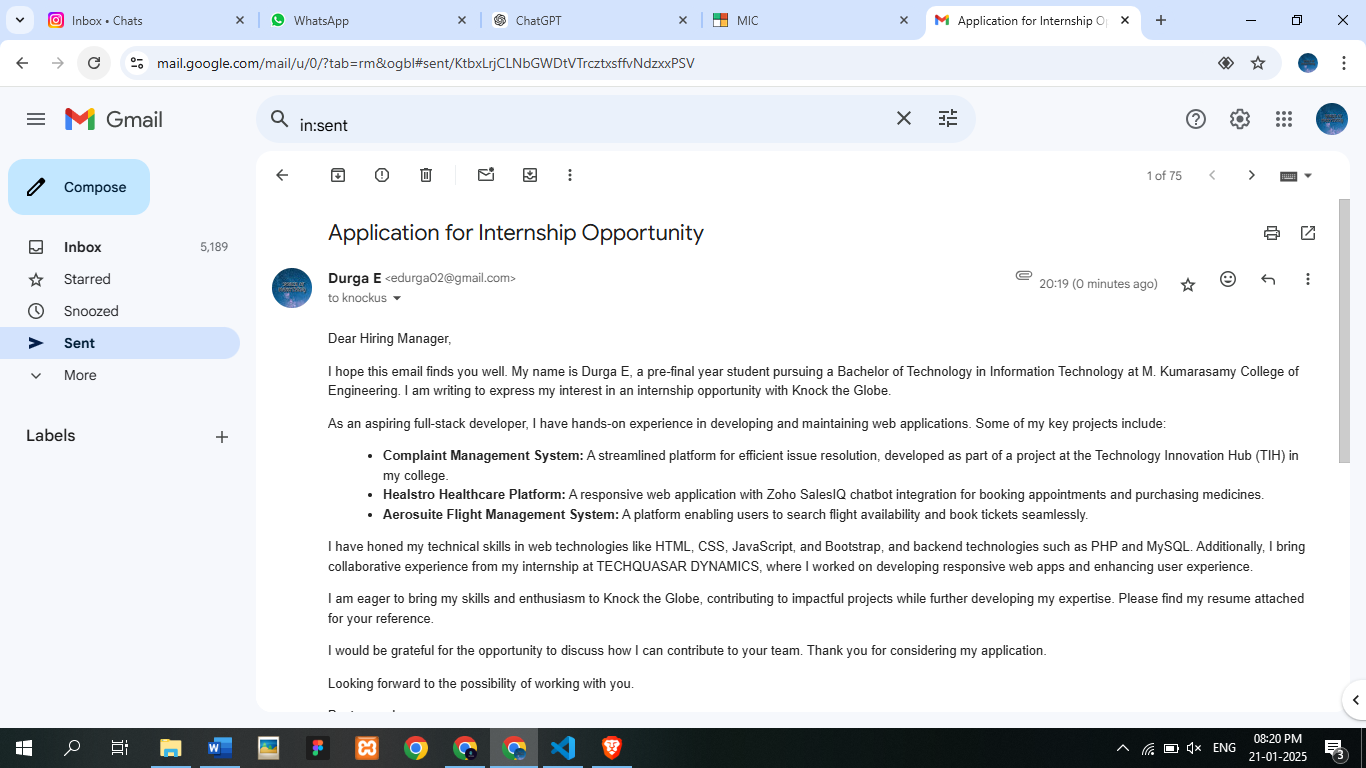 Inbox • Chats
WhatsApp
ChatGPT
MIC
Application for Internship Op
mail.google.com/mail/u/0/?tab=rm&ogbl#sent/KtbxLrjCLNbGWDtVTrcztxsffvNdzxxPSV
Gmail
in:sent
Compose
1 of 75
Inbox 5,189
Starred
Snoozed
Sent
More
Labels
Application for Internship Opportunity
Durga E <edurga02@gmail.com>
20:19 (0 minutes ago)
to knockus
Dear Hiring Manager,
I hope this email finds you well. My name is Durga E, a pre-final year student pursuing a Bachelor of Technology in Information Technology at M. Kumarasamy College of
Engineering. I am writing to express my interest in an internship opportunity with Knock the Globe.
As an aspiring full-stack developer, I have hands-on experience in developing and maintaining web applications. Some of my key projects include:
• Complaint Management System: A streamlined platform for efficient issue resolution, developed as part of a project at the Technology Innovation Hub (TIH) in
my college.
• Healstro Healthcare Platform: A responsive web application with Zoho SalesIQ chatbot integration for booking appointments and purchasing medicines.
• Aerosuite Flight Management System: A platform enabling users to search flight availability and book tickets seamlessly.
I have honed my technical skills in web technologies like HTML, CSS, JavaScript, and Bootstrap, and backend technologies such as PHP and MySQL. Additionally, I bring
collaborative experience from my internship at TECHQUASAR DYNAMICS, where I worked on developing responsive web apps and enhancing user experience.
I am eager to bring my skills and enthusiasm to Knock the Globe, contributing to impactful projects while further developing my expertise. Please find my resume attached
for your reference.
I would be grateful for the opportunity to discuss how I can contribute to your team. Thank you for considering my application.
Looking forward to the possibility of working with you.
ENG
08:20 PM
21-01-2025
3